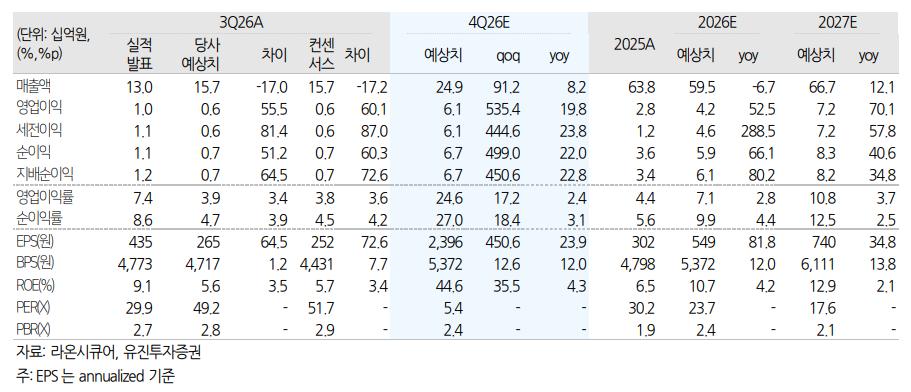 (단위: 십억원, (%,%p) 3Q26A 4Q26E 2025A 2026E 2027E
실적발표 당사예상치 차이 컨센서스 차이 예상치 qoq yoy 예상치 yoy 예상치 yoy
매출액 13.0 15.7 -17.0 15.7 -17.2 24.9 91.2 8.2 63.8 59.5 -6.7 66.7 12.1
영업이익 1.0 0.6 55.5 0.6 60.1 6.1 535.4 19.8 2.8 4.2 52.5 7.2 70.1
세전이익 1.1 0.6 81.4 0.6 87.0 6.1 444.6 23.8 1.2 4.6 288.5 7.2 57.8
순이익 1.1 0.7 51.2 0.7 60.3 6.7 499.0 22.0 3.6 5.9 66.1 8.3 40.6
지배순이익 1.2 0.7 64.5 0.7 72.6 6.7 450.6 22.8 3.4 6.1 80.2 8.2 34.8
영업이익률 7.4 3.9 3.4 3.8 3.6 24.6 17.2 2.4 4.4 7.1 2.8 10.8 3.7
순이익률 8.6 4.7 3.9 4.5 4.2 27.0 18.4 3.1 5.6 9.9 4.4 12.5 2.5
EPS(원) 435 265 64.5 252 72.6 2,396 450.6 23.9 302 549 81.8 740 34.8
BPS(원) 4,773 4,717 1.2 4,431 7.7 5,372 12.6 12.0 4,798 5,372 12.0 6,111 13.8
ROE(%) 9.1 5.6 3.5 5.7 3.4 44.6 35.5 4.3 6.5 10.7 4.2 12.9 2.1
PER(X) 29.9 49.2 - 51.7 - 5.4 - - 30.2 23.7 - 17.6 -
PBR(X) 2.7 2.8 - 2.9 - 2.4 - - 1.9 2.4 - 2.1 -
자료: 라온시큐어, 유진투자증권
주: EPS는 annualized 기준